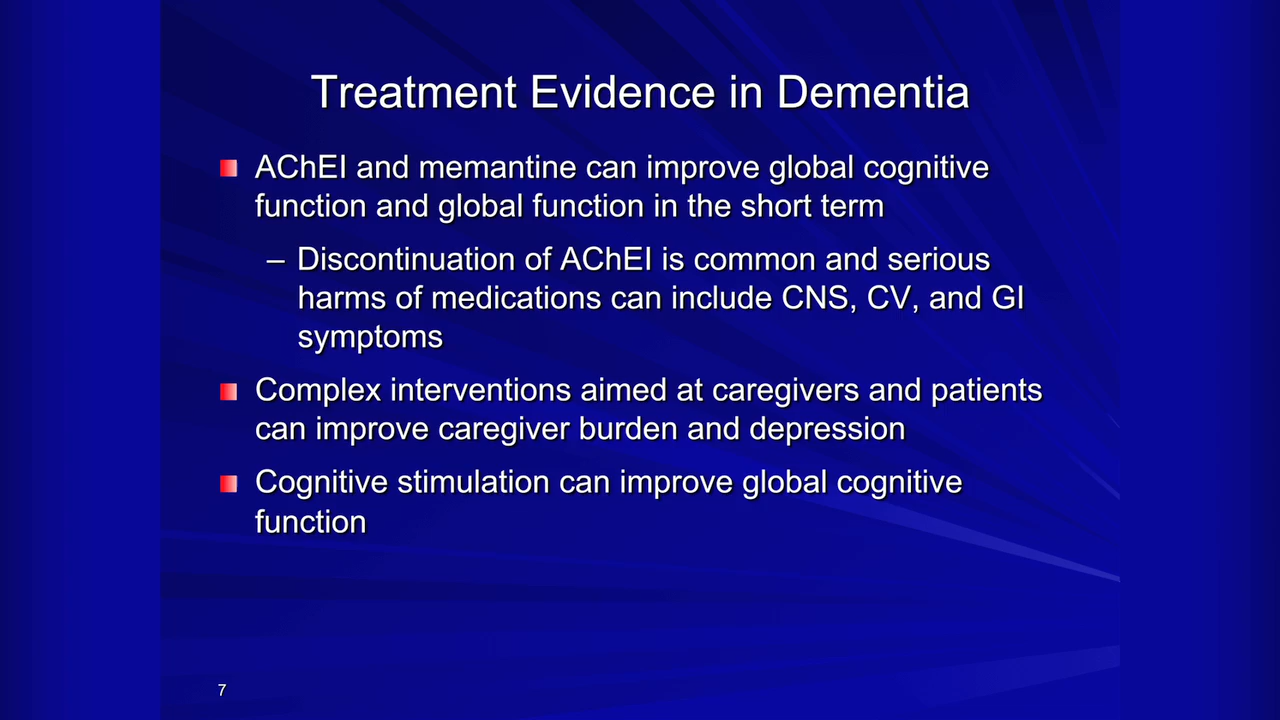 Treatment Evidence in Dementia
AChEI and memantine can improve global cognitive
function and global function in the short term
– Discontinuation of AChEI is common and serious
harms of medications can include CNS, CV, and GI
symptoms
Complex interventions aimed at caregivers and patients
can improve caregiver burden and depression
Cognitive stimulation can improve global cognitive
function
7